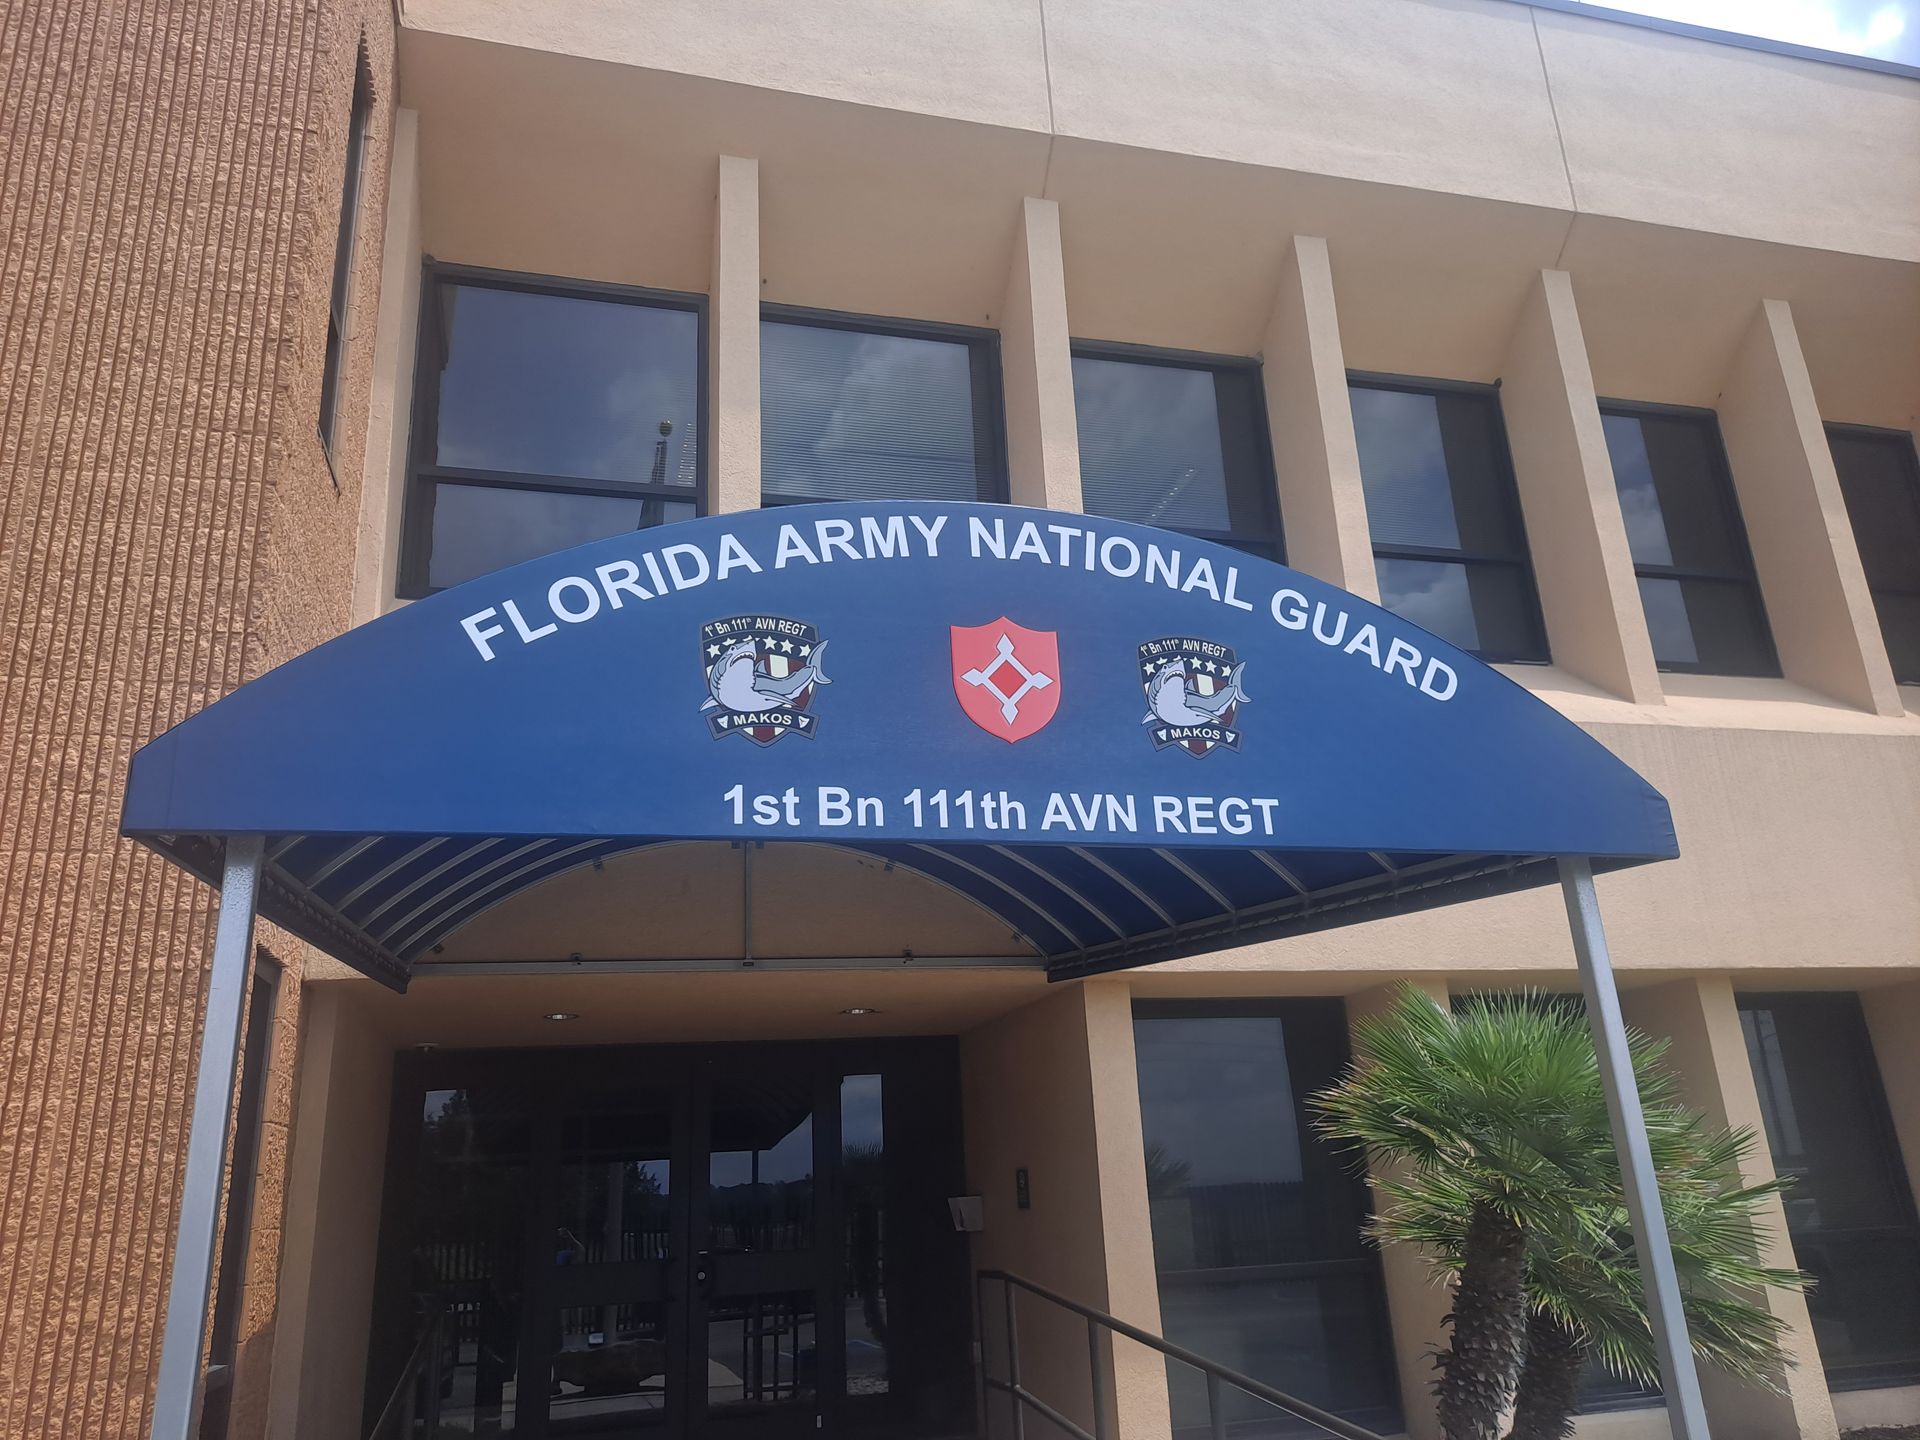 FLORIDA ARMY NATIONAL GUARD
1st Bn 111th AVN REGT
MAKOS
1st Bn 111th AVN REGT
MAKOS
1st Bn 111th AVN REGT